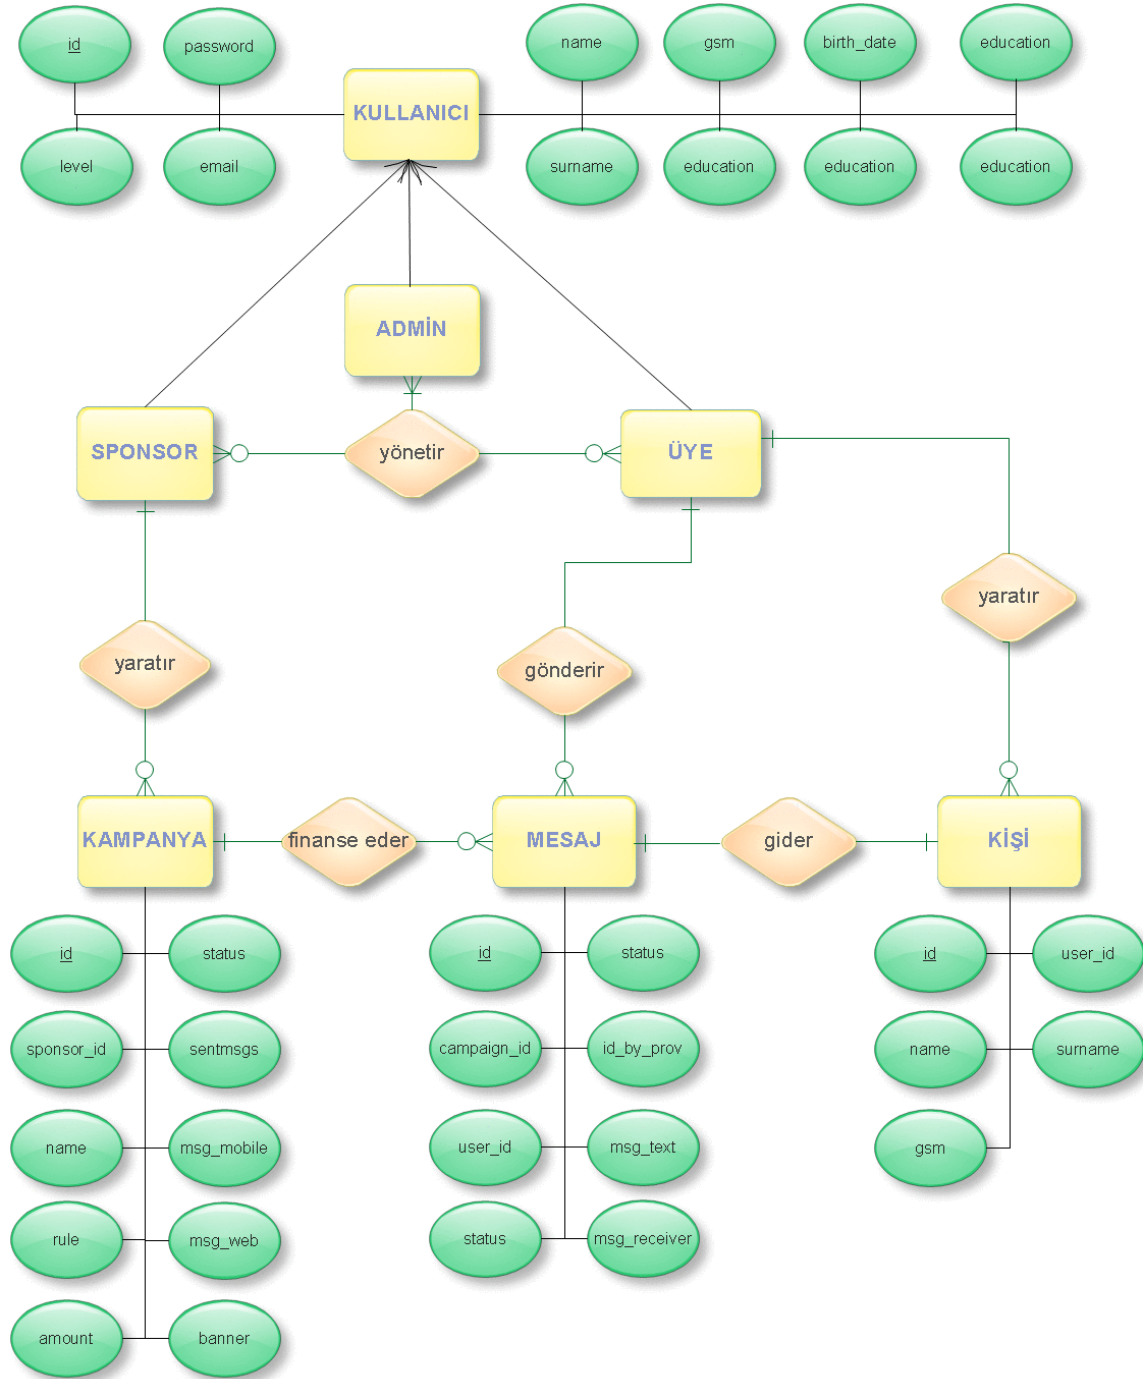 id
password
name
gsm
birth_date
education
KULLANICI
level
email
surname
education
education
education
ADMİN
SPONSOR
yönetir
ÜYE
yaratır
yaratır
gönderir
KAMPANYA
finanse eder
MESAJ
gider
KİŞİ
id
status
id
status
id
user_id
sponsor_id
sentmsgs
campaign_id
id_by_prov
name
surname
name
msg_mobile
user_id
msg_text
gsm
rule
msg_web
status
msg_receiver
amount
banner